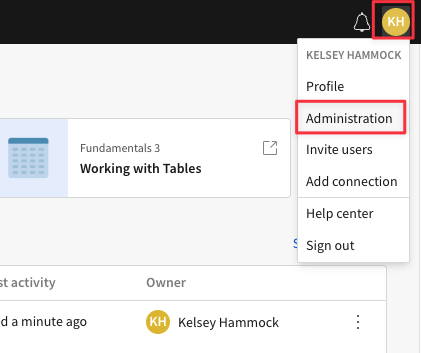 KH
KELSEY HAMMOCK
Profile
Administration
Invite users
Add connection
Help center
Sign out
Fundamentals 3
Working with Tables
S
st activity
Owner
d a minute ago
KH
Kelsey Hammock